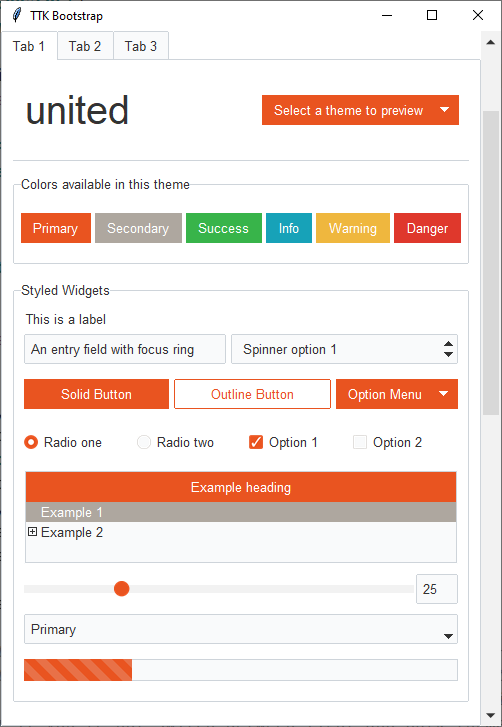 TTK Bootstrap
Tab 1 Tab 2 Tab 3
united
Select a theme to preview
Colors available in this theme
Primary Secondary Success Info Warning Danger
Styled Widgets
This is a label
An entry field with focus ring Spinner option 1
Solid Button Outline Button Option Menu
Radio one Radio two Option 1 Option 2
Example heading
Example 1
Example 2
25
Primary